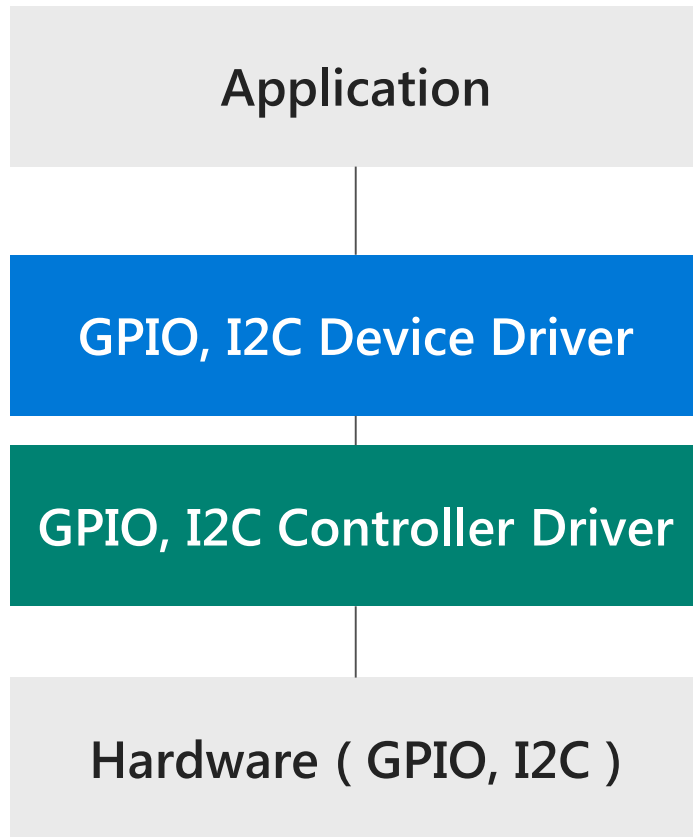 Application
GPIO, I2C Device Driver
GPIO, I2C Controller Driver
Hardware ( GPIO, I2C )